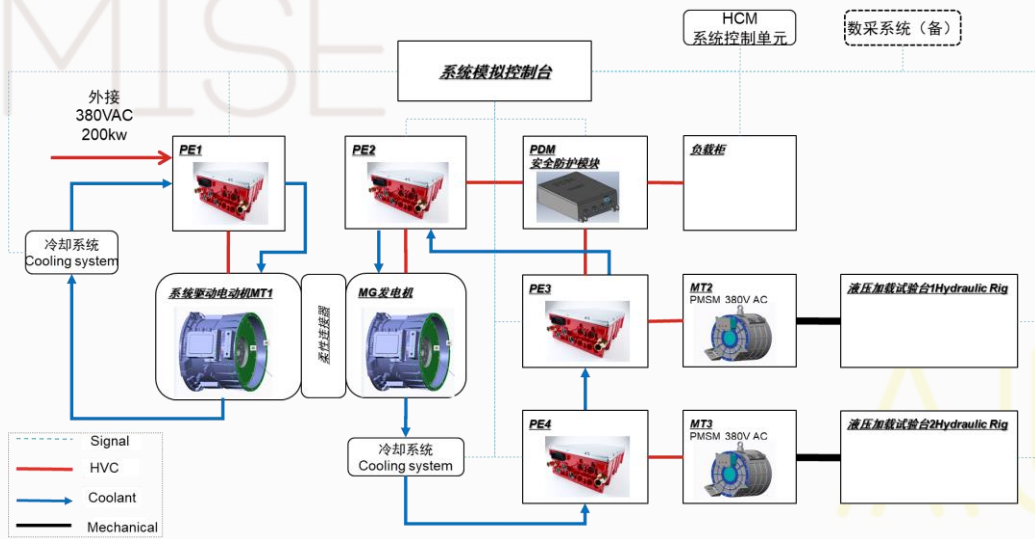 HCM
系统控制单元
数采系统（备）
系统模拟控制台
外接
380VAC
200kw
PE1
PE2
PDM
安全防护模块
负载柜
冷却系统
Cooling system
系统驱动电动机MT1
柔性连接器
MG发电机
PE3
MT2
PMSM 380V AC
液压加载试验台1Hydraulic Rig
冷却系统
Cooling system
PE4
MT3
PMSM 380V AC
液压加载试验台2Hydraulic Rig
Signal
HVC
Coolant
Mechanical